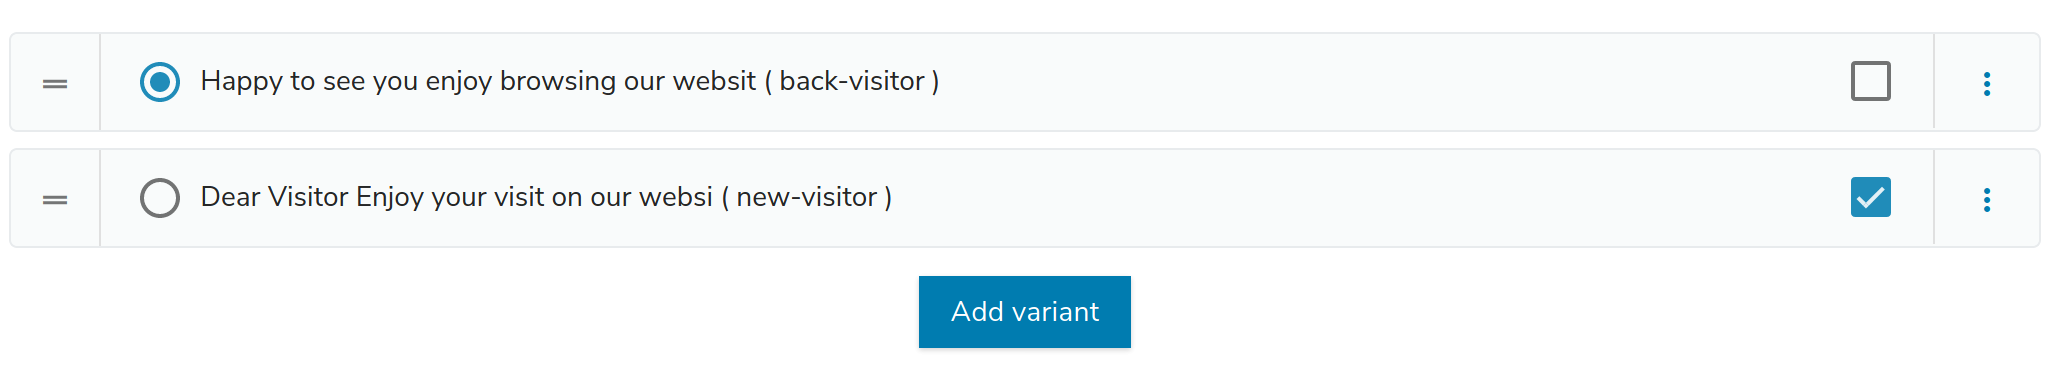 Happy to see you enjoy browsing our websit ( back-visitor )
Dear Visitor Enjoy your visit on our websi ( new-visitor )
Add variant